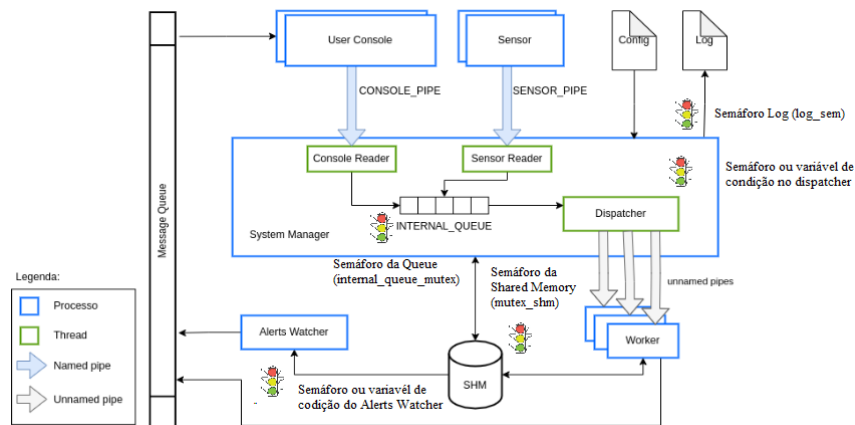 User Console
Sensor
Config
Log
CONSOLE_PIPE
SENSOR_PIPE
Semáforo Log (log_sem)
Console Reader
Sensor Reader
Semáforo ou variável de
condição no dispatcher
INTERNAL_QUEUE
Dispatcher
System Manager
Message Queue
Semáforo da Queue
(internal_queue_mutex)
Semáforo da
Shared Memory
(mutex_shm)
unnamed pipes
Legenda:
Processo
Thread
Named pipe
Unnamed pipe
Alerts Watcher
Worker
SHM
Semáforo ou variavél de
codição do Alerts Watcher